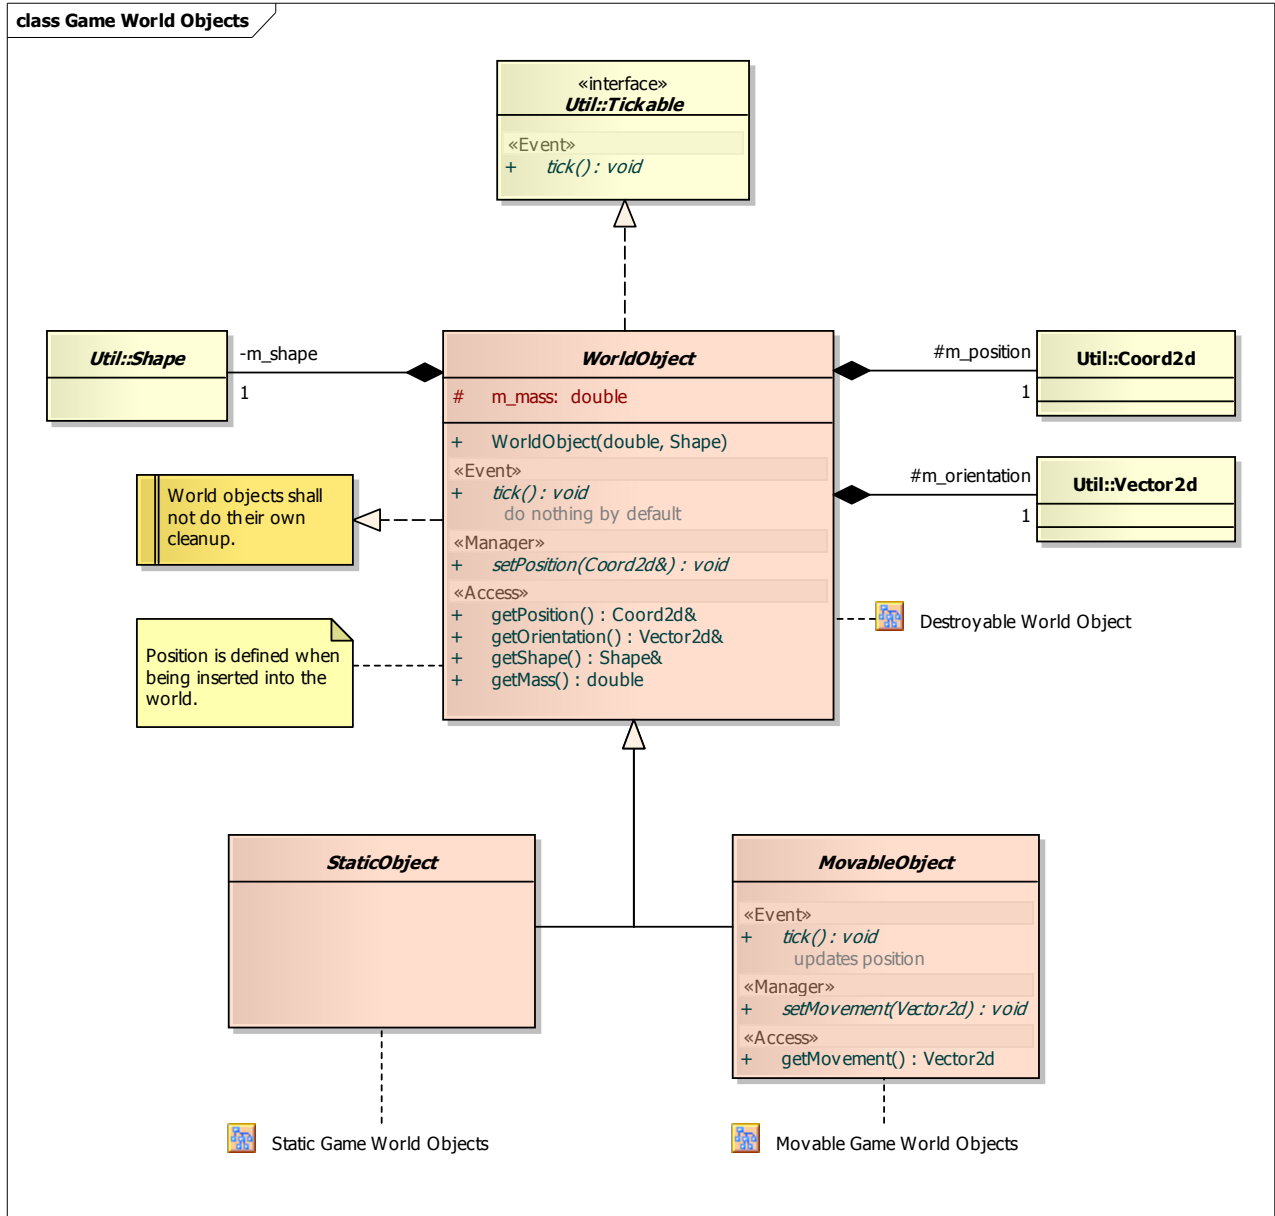 class Game World Objects
«interface»
Util::Tickable
«Event»
+ tick() : void
Util::Shape
-m_shape
1
WorldObject
# m_mass: double
+ WorldObject(double, Shape)
«Event»
+ tick() : void
do nothing by default
«Manager»
+ setPosition(Coord2d&) : void
«Access»
+ getPosition() : Coord2d&
+ getOrientation() : Vector2d&
+ getShape() : Shape&
+ getMass() : double
#m_position
1
Util::Coord2d
#m_orientation
1
Util::Vector2d
World objects shall
not do their own
cleanup.
Position is defined when
being inserted into the
world.
Destroyable World Object
StaticObject
MovableObject
«Event»
+ tick() : void
updates position
«Manager»
+ setMovement(Vector2d) : void
«Access»
+ getMovement() : Vector2d
Static Game World Objects
Movable Game World Objects